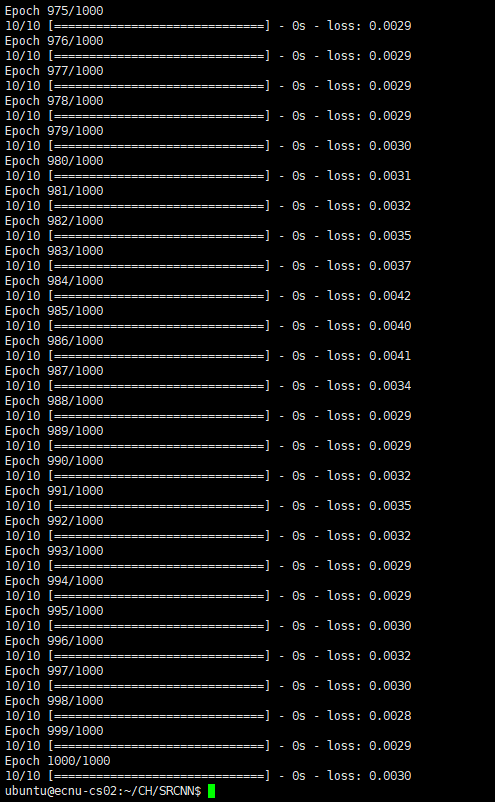 Epoch 975/1000
10/10 [==============================] - 0s - loss: 0.0029
Epoch 976/1000
10/10 [==============================] - 0s - loss: 0.0029
Epoch 977/1000
10/10 [==============================] - 0s - loss: 0.0029
Epoch 978/1000
10/10 [==============================] - 0s - loss: 0.0029
Epoch 979/1000
10/10 [==============================] - 0s - loss: 0.0030
Epoch 980/1000
10/10 [==============================] - 0s - loss: 0.0031
Epoch 981/1000
10/10 [==============================] - 0s - loss: 0.0032
Epoch 982/1000
10/10 [==============================] - 0s - loss: 0.0035
Epoch 983/1000
10/10 [==============================] - 0s - loss: 0.0037
Epoch 984/1000
10/10 [==============================] - 0s - loss: 0.0042
Epoch 985/1000
10/10 [==============================] - 0s - loss: 0.0040
Epoch 986/1000
10/10 [==============================] - 0s - loss: 0.0041
Epoch 987/1000
10/10 [==============================] - 0s - loss: 0.0034
Epoch 988/1000
10/10 [==============================] - 0s - loss: 0.0029
Epoch 989/1000
10/10 [==============================] - 0s - loss: 0.0029
Epoch 990/1000
10/10 [==============================] - 0s - loss: 0.0032
Epoch 991/1000
10/10 [==============================] - 0s - loss: 0.0035
Epoch 992/1000
10/10 [==============================] - 0s - loss: 0.0032
Epoch 993/1000
10/10 [==============================] - 0s - loss: 0.0029
Epoch 994/1000
10/10 [==============================] - 0s - loss: 0.0029
Epoch 995/1000
10/10 [==============================] - 0s - loss: 0.0030
Epoch 996/1000
10/10 [==============================] - 0s - loss: 0.0032
Epoch 997/1000
10/10 [==============================] - 0s - loss: 0.0030
Epoch 998/1000
10/10 [==============================] - 0s - loss: 0.0028
Epoch 999/1000
10/10 [==============================] - 0s - loss: 0.0029
Epoch 1000/1000
10/10 [==============================] - 0s - loss: 0.0030
ubuntu@ecnu-cs02:~/CH/SRCNN$